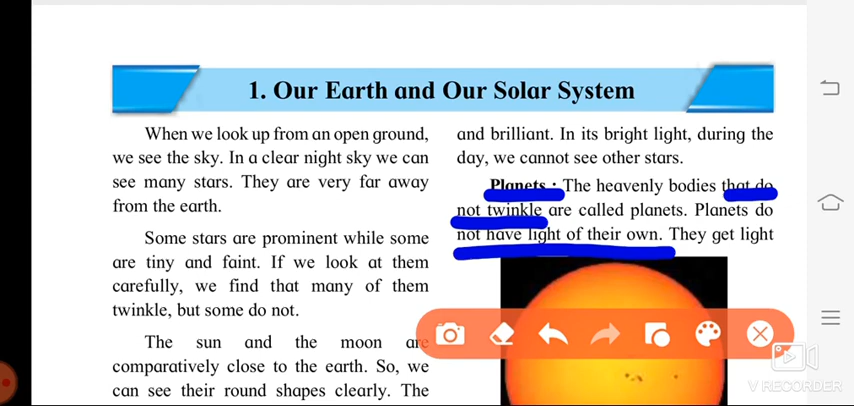 1. Our Earth and Our Solar System
When we look up from an open ground,
we see the sky. In a clear night sky we can
see many stars. They are very far away
from the earth.
Some stars are prominent while some
are tiny and faint. If we look at them
carefully, we find that many of them
twinkle, but some do not.
The sun and the moon are
comparatively close to the earth. So, we
can see their round shapes clearly. The
and brilliant. In its bright light, during the
day, we cannot see other stars.
Planets : The heavenly bodies that do
not twinkle are called planets. Planets do
not have light of their own. They get light
V RECORDER